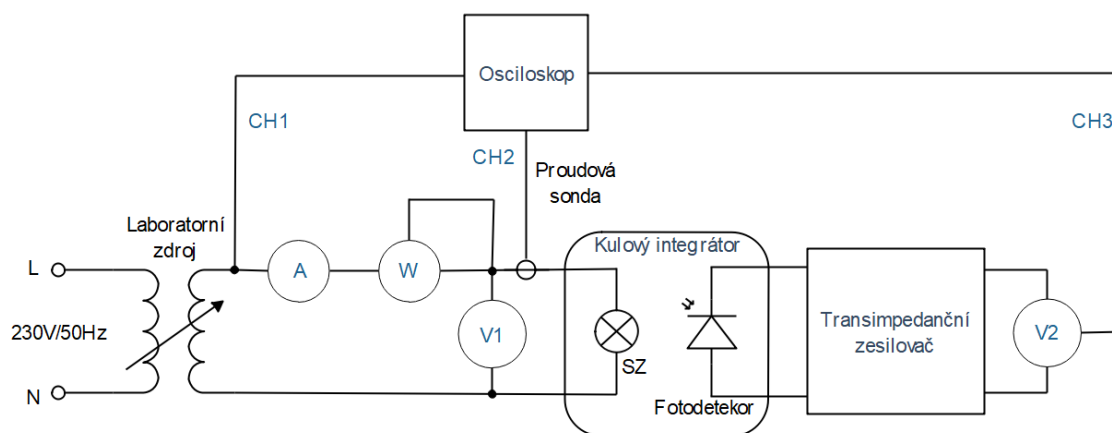 Osciloskop
CH1
CH2
CH3
Proudová
sonda
Laboratorní
zdroj
Kulový integrátor
L
A
W
230V/50Hz
V1
SZ
Transimpedanční
zesilovač
V2
N
Fotodetekor